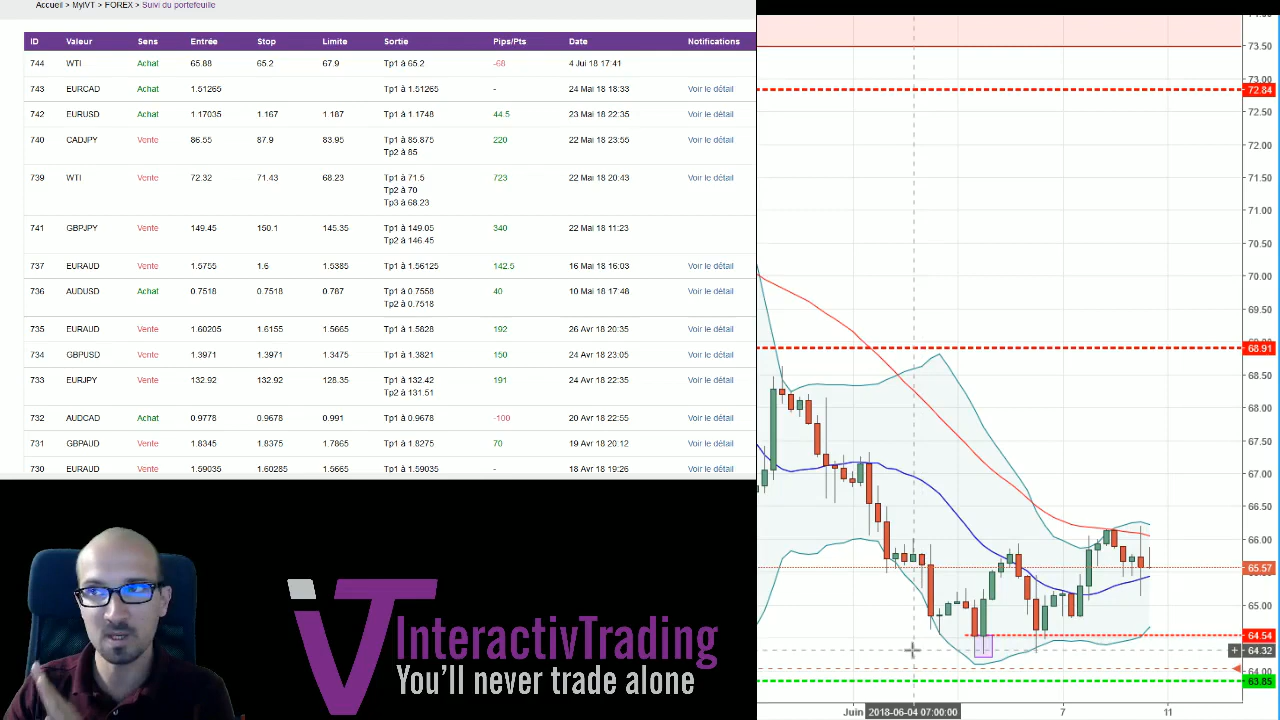 Accueil > MyIVT > FOREX > Suivi du portefeuille
ID Valeur Sens Entrée Stop Limite Sortie Pips/Pts Date Notifications
744 WTI Achat 65.88 65.2 67.9 Tp1 à 65.2 -68 4 Jui 18 17:41
743 EURCAD Achat 1.51265 Tp1 à 1.51265 - 24 Mai 18 18:33 Voir le détail
742 EURUSD Achat 1.17035 1.167 1.187 Tp1 à 1.1748 44.5 23 Mai 18 22:35 Voir le détail
740 CADJPY Vente 86.55 87.9 83.95 Tp1 à 85.875 220 22 Mai 18 23:55 Voir le détail
Tp2 à 85
739 WTI Vente 72.32 71.43 68.23 Tp1 à 71.5 723 22 Mai 18 20:43 Voir le détail
Tp2 à 70
Tp3 à 68.23
741 GBPJPY Vente 149.45 150.1 145.35 Tp1 à 149.05 340 22 Mai 18 11:23 Voir le détail
Tp2 à 146.45
737 EURAUD Vente 1.5755 1.6 1.5385 Tp1 à 1.56125 142.5 16 Mai 18 16:03 Voir le détail
736 AUDUSD Achat 0.7518 0.7518 0.787 Tp1 à 0.7558 40 10 Mai 18 17:48 Voir le détail
Tp2 à 0.7518
735 EURAUD Vente 1.60205 1.6155 1.5665 Tp1 à 1.5828 192 26 Avr 18 20:35 Voir le détail
734 GBPUSD Vente 1.3971 1.3971 1.3475 Tp1 à 1.3821 150 24 Avr 18 23:05 Voir le détail
733 EURJPY Vente 132.92 132.92 128.35 Tp1 à 132.42 191 24 Avr 18 22:35 Voir le détail
Tp2 à 131.51
732 AUDCAD Achat 0.9778 0.9678 0.991 Tp1 à 0.9678 -100 20 Avr 18 22:55 Voir le détail
731 GBPAUD Vente 1.8345 1.8375 1.7865 Tp1 à 1.8275 70 19 Avr 18 20:12 Voir le détail
730 EURAUD Vente 1.59035 1.60285 1.5665 Tp1 à 1.59035 - 18 Avr 18 19:26 Voir le détail
73.50
73.00
72.84
72.50
72.00
71.50
71.00
70.50
70.00
69.50
68.91
68.50
68.00
67.50
67.00
66.50
66.00
65.57
65.00
64.54
64.32
64.00
63.85
Juin 2018-06-04 07:00:00 7 11
IVT
InteractivTrading
You'll never trade alone